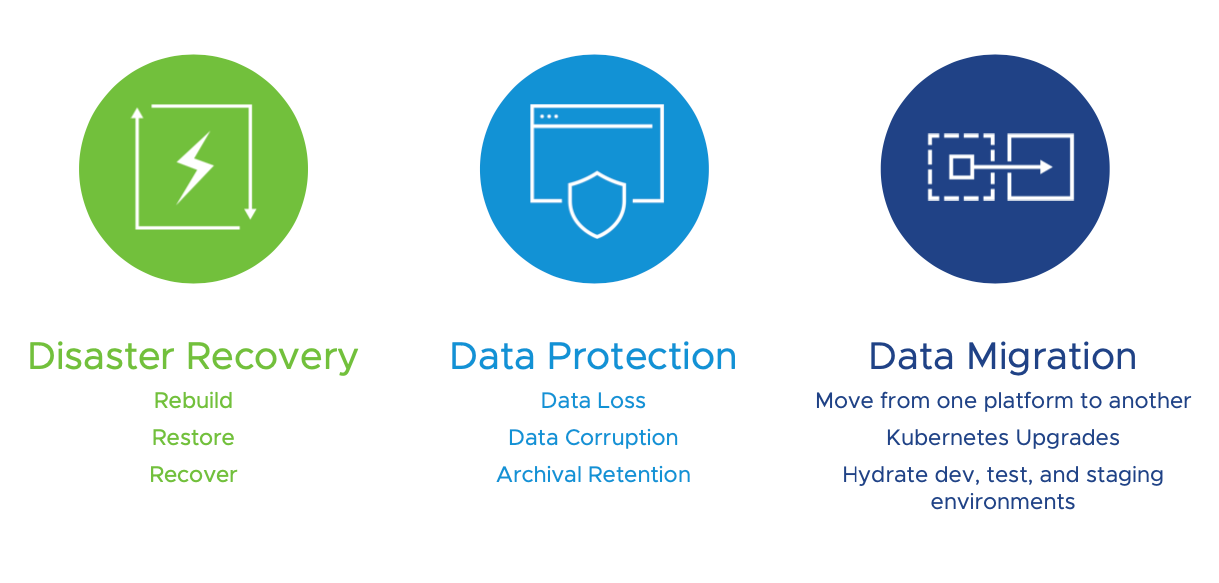 Disaster Recovery
Rebuild
Restore
Recover
Data Protection
Data Loss
Data Corruption
Archival Retention
Data Migration
Move from one platform to another
Kubernetes Upgrades
Hydrate dev, test, and staging
environments